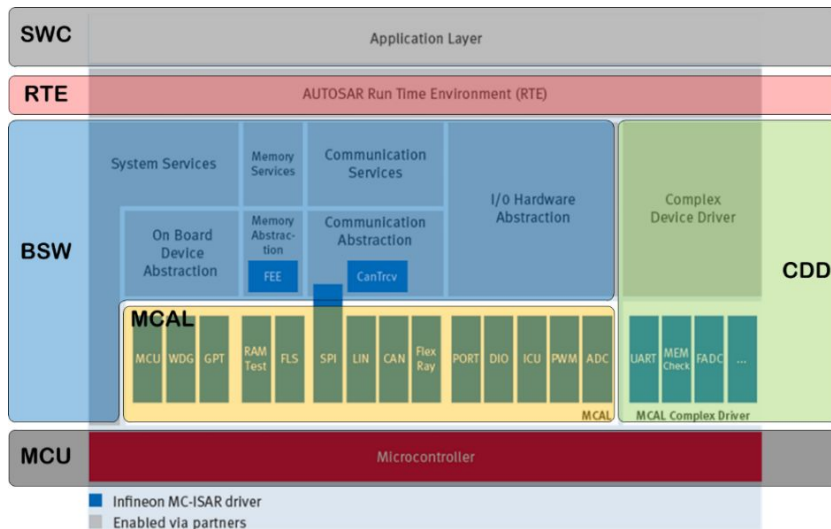 SWC
Application Layer
RTE
AUTOSAR Run Time Environment (RTE)
BSW
System Services
Memory
Services
Communication
Services
I/O Hardware
Abstraction
Complex
Device Driver
On Board
Device
Abstraction
Memory
Abstrac-
tion
Communication
Abstraction
FEE
CanTrcv
CDD
MCAL
MCU
WDG
GPT
RAM
Test
FLS
SPI
LIN
CAN
Flex
Ray
PORT
DIO
ICU
PWM
ADC
UART
MEM
Check
FADC
...
MCAL
MCAL Complex Driver
MCU
Microcontroller
Infineon MC-ISAR driver
Enabled via partners